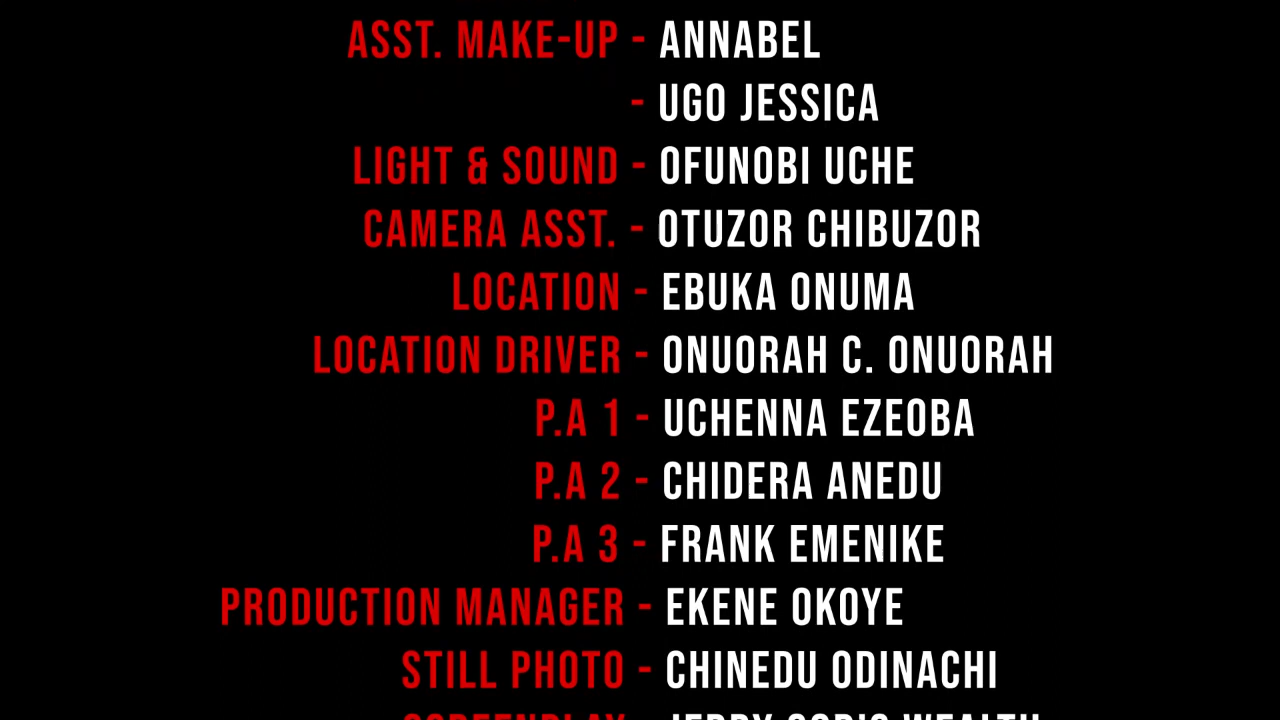 ASST. MAKE-UP - ANNABEL
- UGO JESSICA
LIGHT & SOUND - OFUNOBI UCHE
CAMERA ASST. - OTUZOR CHIBUZOR
LOCATION - EBUKA ONUMA
LOCATION DRIVER - ONUORAH C. ONUORAH
P.A 1 - UCHENNA EZEOBA
P.A 2 - CHIDERA ANEDU
P.A 3 - FRANK EMENIKE
PRODUCTION MANAGER - EKENE OKOYE
STILL PHOTO - CHINEDU ODINACHI